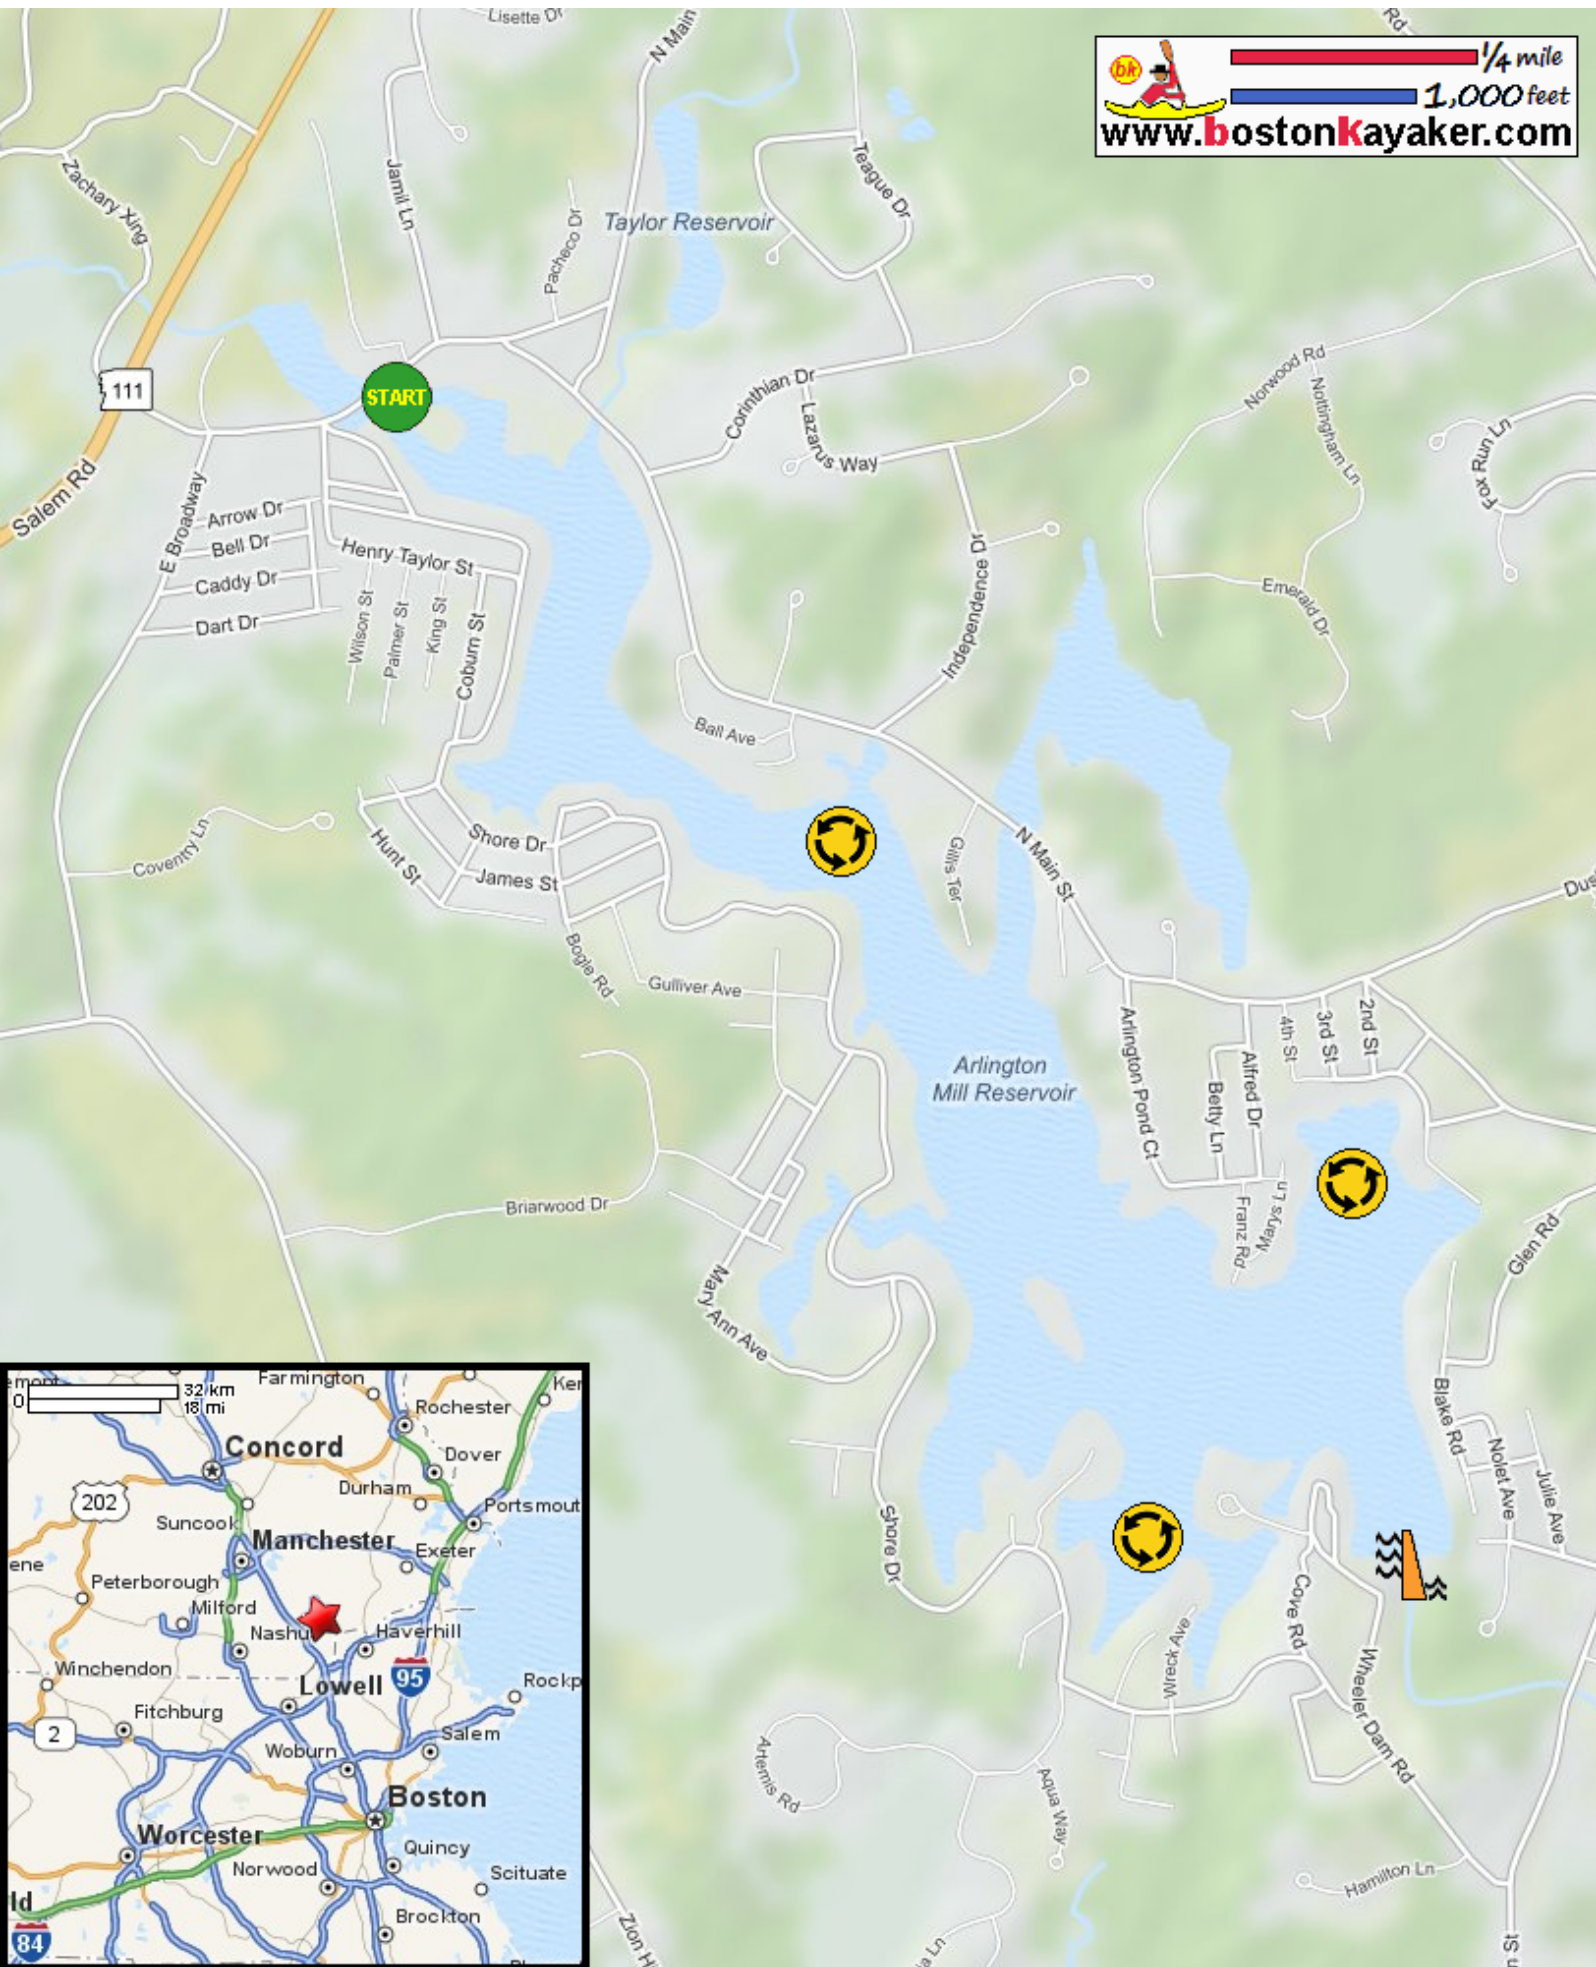 Lisette Dr
N Main
Rd
bk
1/4 mile
1,000 feet
www.bostonkayaker.com
Zachary Xing
Jamil Ln
Pacheco Dr
Taylor Reservoir
Teague Dr
111
START
Salem Rd
E Broadway
Corinthian Dr
Lazarus Way
Norwood Rd
Nottingham Ln
Fox Run Ln
Arrow Dr
Bell Dr
Caddy Dr
Dart Dr
Henry Taylor St
Wilson St
Palmer St
King St
Coburn St
Independence Dr
Emerald Dr
Ball Ave
Coventry Ln
Hunt St
Shore Dr
James St
Gillis Ter
N Main St
Bogle Rd
Gulliver Ave
Arlington
Mill Reservoir
Arlington Pond Ct
Betty Ln
Alfred Dr
4th St
3rd St
2nd St
Franz Rd
Marys Ln
Glen Rd
Briarwood Dr
Mary Ann Ave
Blake Rd
Nolet Ave
Julie Ave
Shore Dr
Cove Rd
Wreck Ave
Wheeler Dam Rd
Artemis Rd
Aqua Way
Hamilton Ln
Zion H
32 km
0
18 mi
Farmington
Rochester
Concord
Dover
202
Durham
Portsmout
Suncook
Manchester
Exeter
ene
Peterborough
Milford
Nashu
Haverhill
Winchendon
Lowell
95
Rockp
Fitchburg
2
Woburn
Salem
Boston
Worcester
Quincy
Norwood
Scituate
ld
Brockton
84